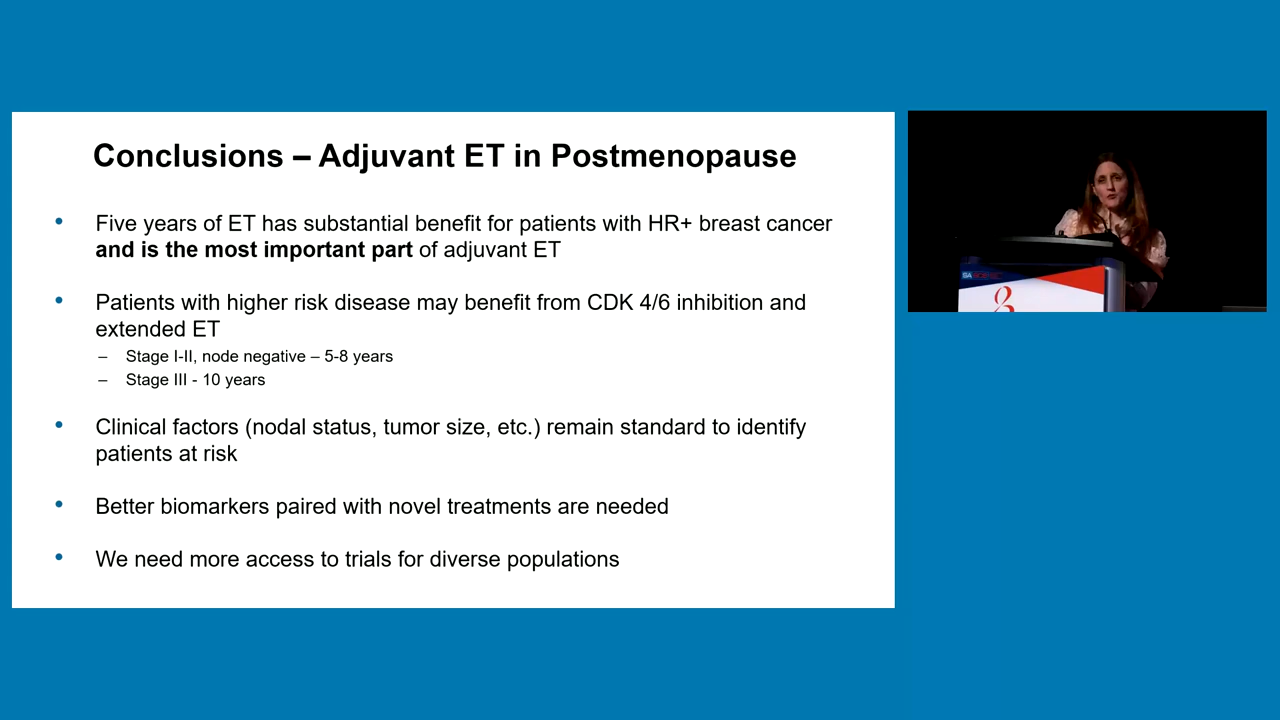 Conclusions – Adjuvant ET in Postmenopause
• Five years of ET has substantial benefit for patients with HR+ breast cancer
and is the most important part of adjuvant ET
• Patients with higher risk disease may benefit from CDK 4/6 inhibition and
extended ET
– Stage I-II, node negative – 5-8 years
– Stage III - 10 years
• Clinical factors (nodal status, tumor size, etc.) remain standard to identify
patients at risk
• Better biomarkers paired with novel treatments are needed
• We need more access to trials for diverse populations
SA